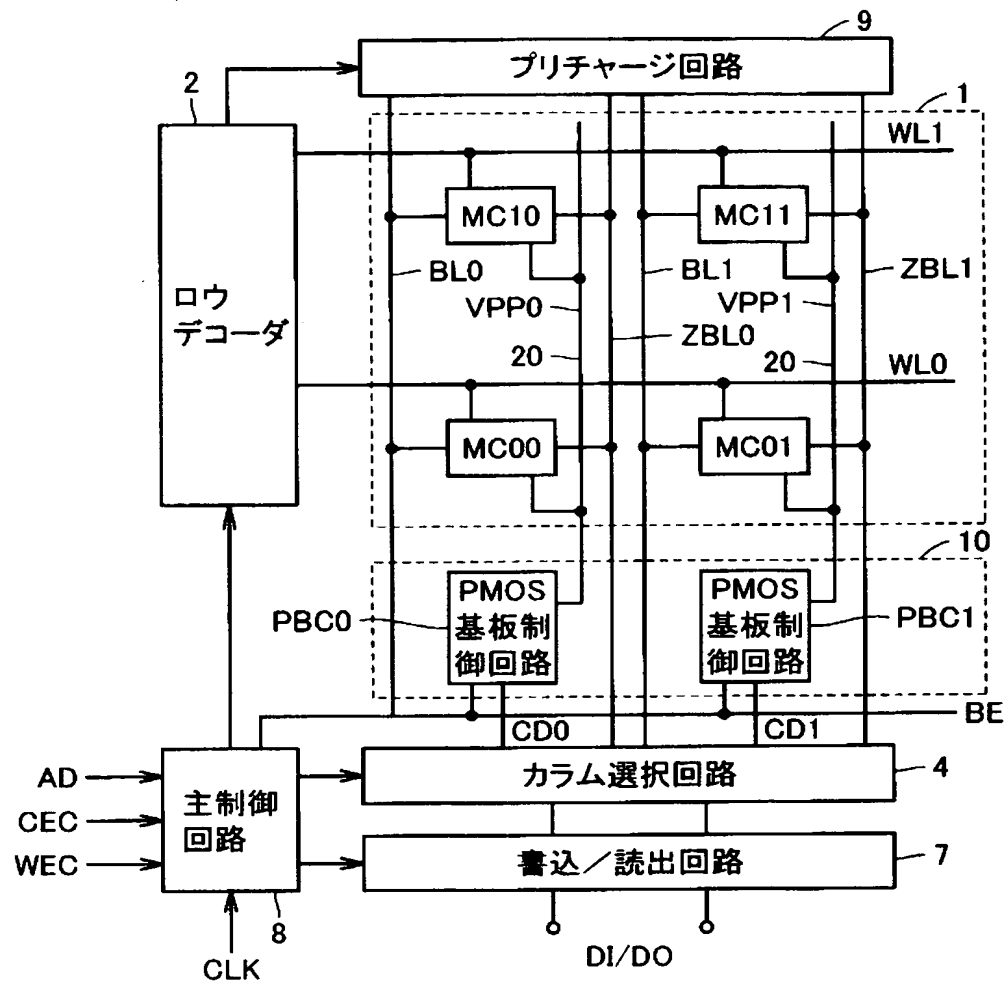 9
プリチャージ回路
2
1
WL1
MC10
MC11
BL0
BL1
ZBL1
ロウ
デコーダ
VPP0
VPP1
ZBL0
20
20
WL0
MC00
MC01
10
PMOS
基板制
御回路
PMOS
基板制
御回路
PBC0
PBC1
BE
CD0
CD1
AD
CEC
WEC
主制御
回路
カラム選択回路
4
書込/読出回路
7
8
CLK
DI/DO